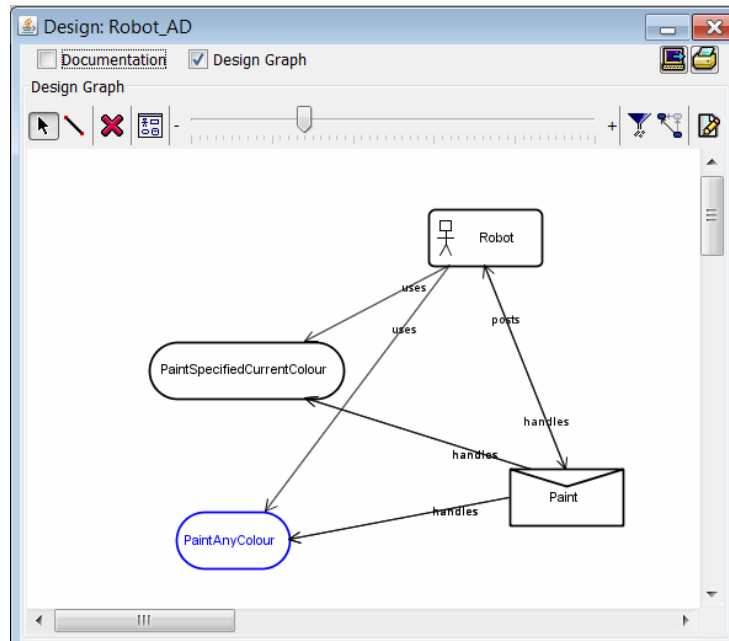 Design: Robot_AD
Documentation
Design Graph
Design Graph
-
+
Robot
uses
uses
posts
PaintSpecifiedCurrentColour
handles
handles
Paint
handles
PaintAnyColour